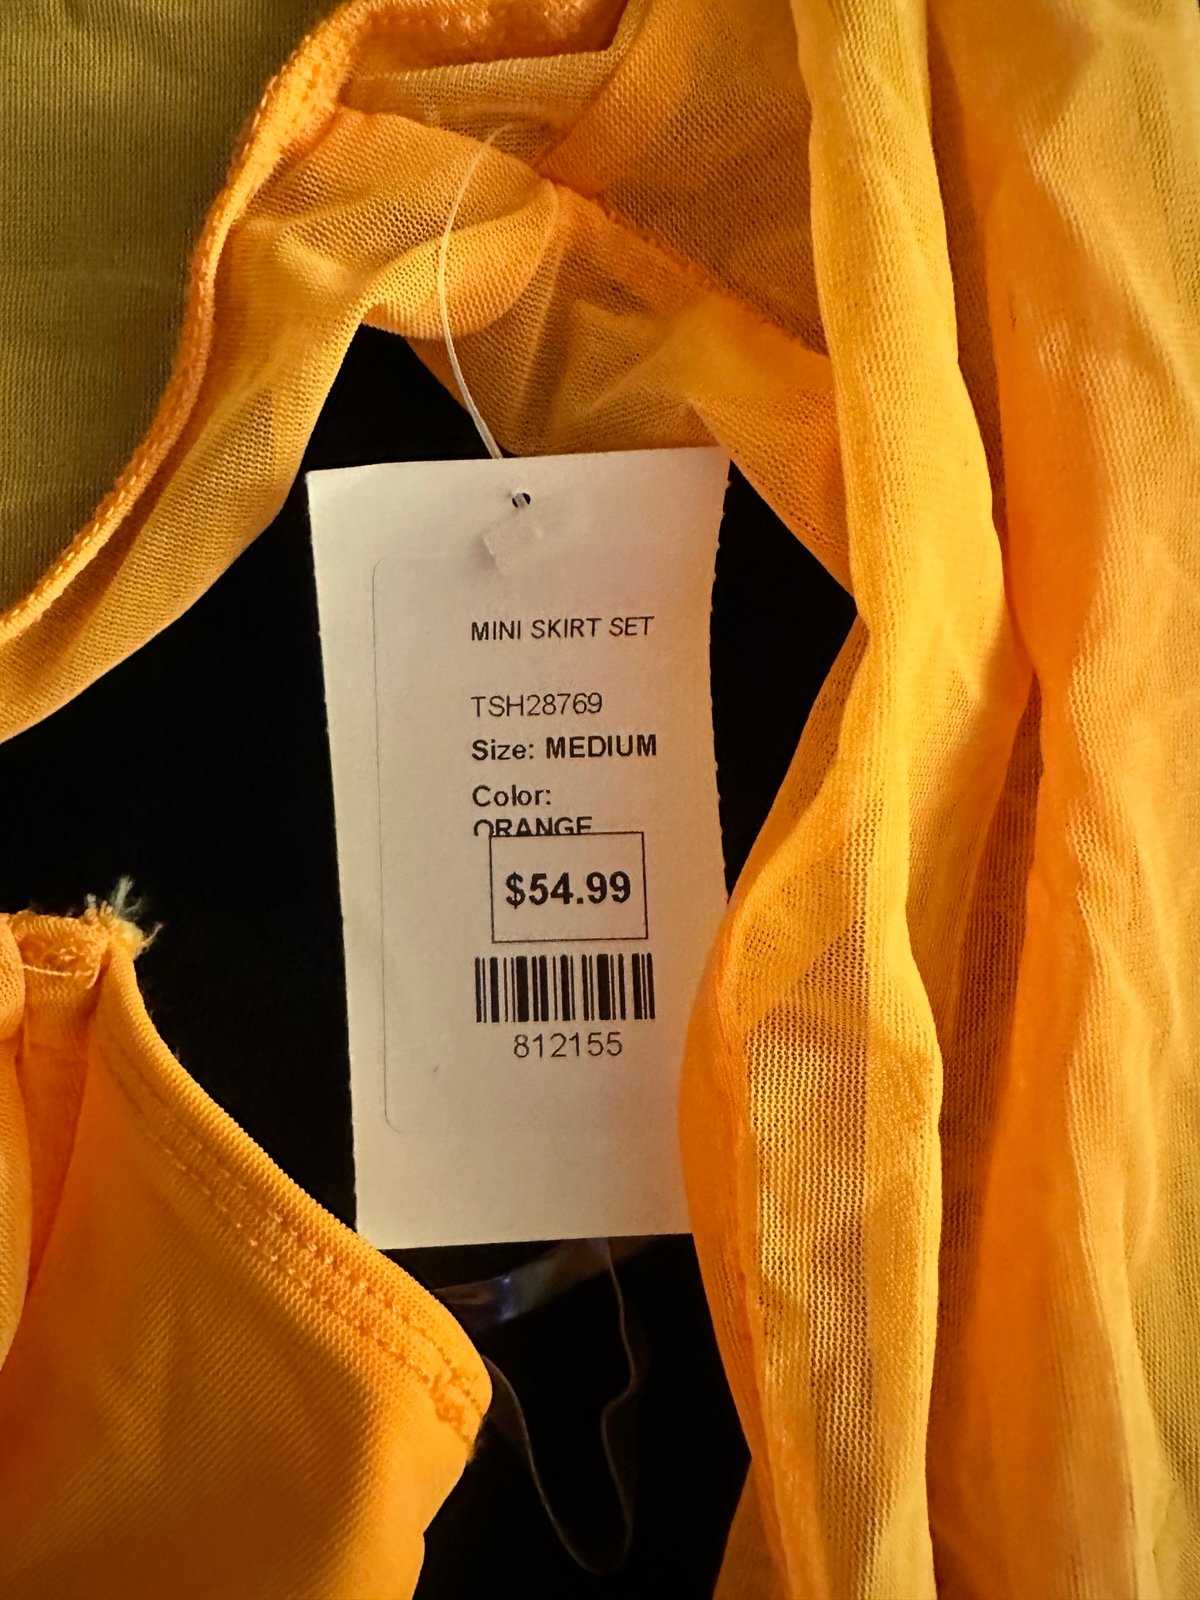 MINI SKIRT SET
TSH28769
Size: MEDIUM
Color:
ORANGE
$54.99
812155